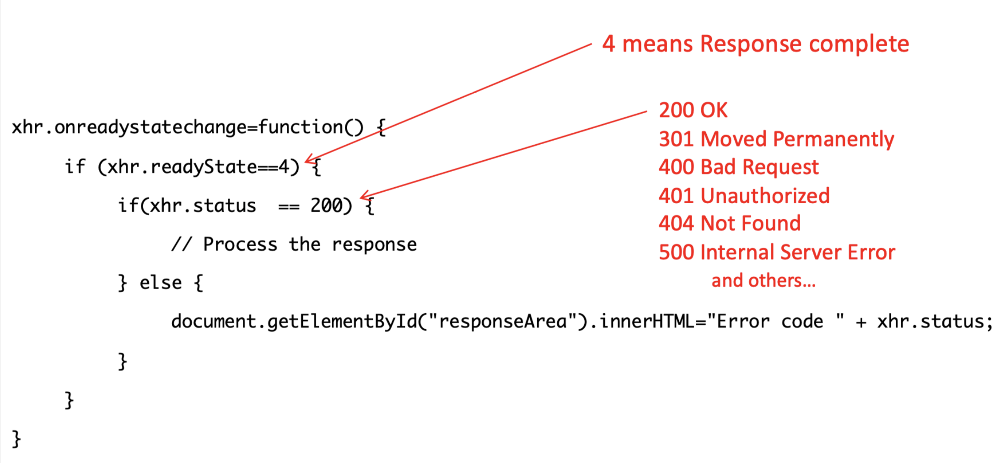 4 means Response complete
200 OK
301 Moved Permanently
400 Bad Request
401 Unauthorized
404 Not Found
500 Internal Server Error
and others...
xhr.onreadystatechange=function() {
if (xhr.readyState==4) {
if(xhr.status  == 200) {
// Process the response
} else {
document.getElementById("responseArea").innerHTML="Error code " + xhr.status;
}
}
}